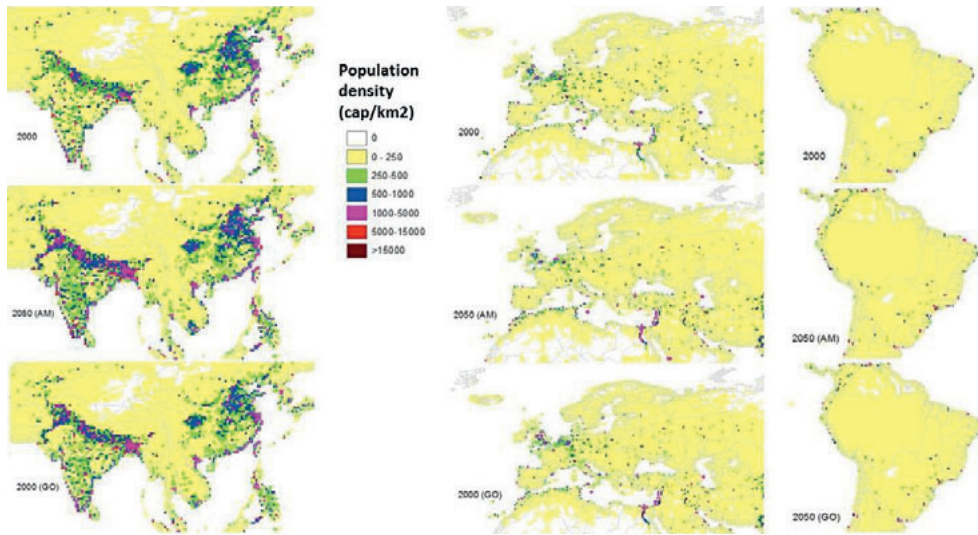 2000
2050 (AM)
2000 (GO)
Population
density
(cap/km2)
0
0 - 250
250-500
500-1000
1000-5000
5000-15000
>15000
2000
2050 (AM)
2000 (GO)
2000
2050 (AM)
2050 (GO)